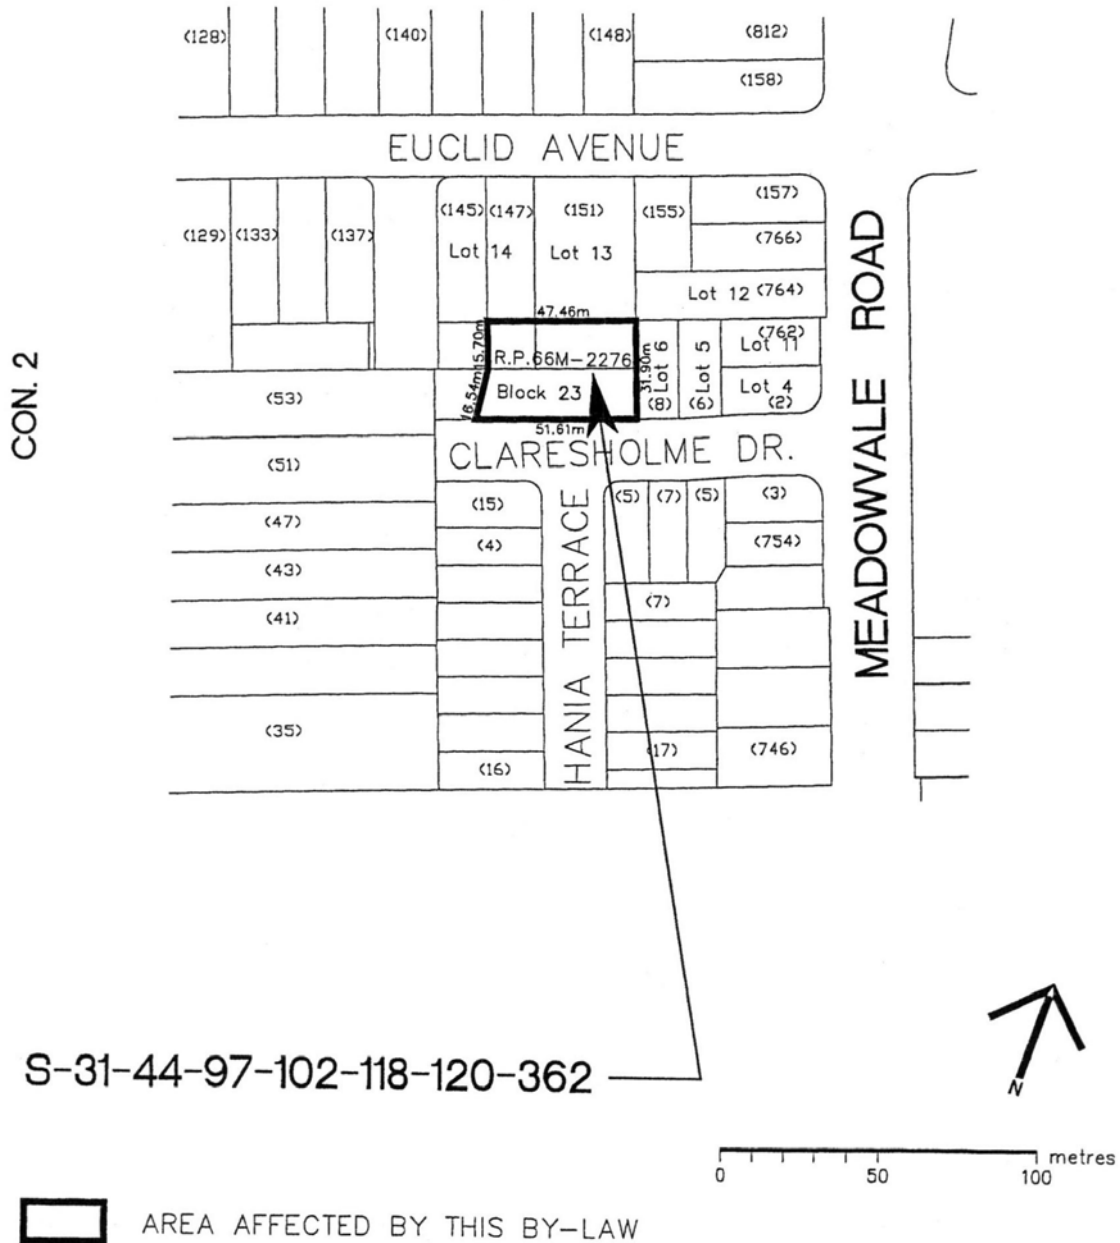 (128) (140) (148) (812)
(158)
EUCLID AVENUE
(145) (147) (151) (155) (157)
(129) (133) (137) (766)
Lot 14 Lot 13
Lot 12 (764)
47.46m
15.70m
R.P.66M-2276
31.90m
Lot 6
Lot 5
(762)
Lot 11
CON. 2
(53)
16.54m
Block 23
(8) (6)
Lot 4
(2)
51.61m
CLARESHOLME DR.
MEADOWVALE ROAD
(51)
(15) (5) (7) (5) (3)
(47)
(4) (754)
(43)
HANIA TERRACE
(41)
(7)
(35)
(17) (746)
(16)
S-31-44-97-102-118-120-362
N
0 50 100 metres
AREA AFFECTED BY THIS BY-LAW